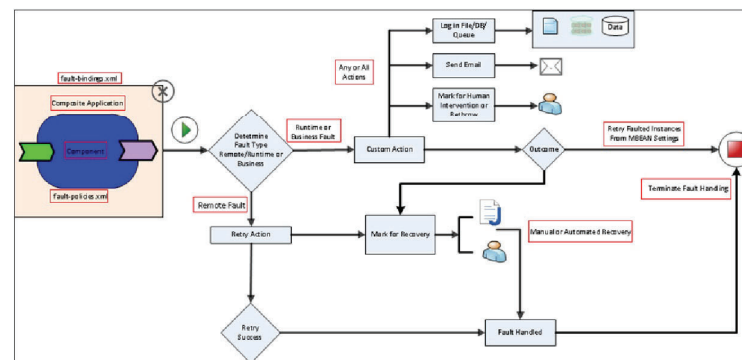 fault-bindings.xml
Composite Application
Component
fault-policies.xml
Determine
Fault Type
Remote/Runtime or
Business
Runtime or
Business Fault
Remote Fault
Custom Action
Any or All
Actions
Log in File/DB/
Queue
Data
Send Email
Mark for Human
Intervention or
Rethrow
Outcome
Retry Faulted Instances
From MBEAN Settings
Terminate Fault Handing
Retry Action
Mark for Recovery
Manual or Automated Recovery
Retry
Success
Fault Handled